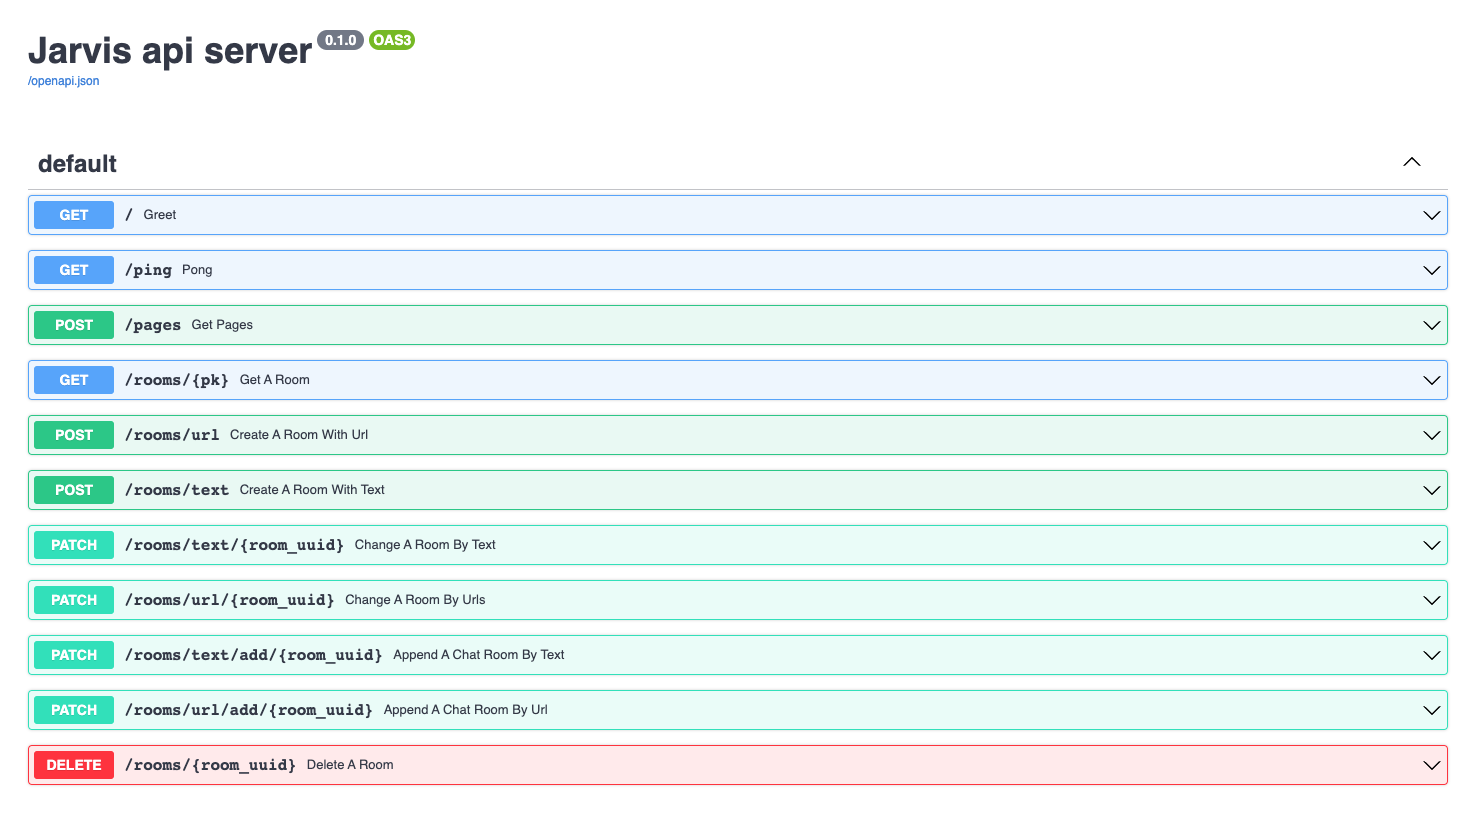 Jarvis api server 0.1.0 OAS3
/openapi.json
default
GET / Greet
GET /ping Pong
POST /pages Get Pages
GET /rooms/{pk} Get A Room
POST /rooms/url Create A Room With Url
POST /rooms/text Create A Room With Text
PATCH /rooms/text/{room_uuid} Change A Room By Text
PATCH /rooms/url/{room_uuid} Change A Room By Urls
PATCH /rooms/text/add/{room_uuid} Append A Chat Room By Text
PATCH /rooms/url/add/{room_uuid} Append A Chat Room By Url
DELETE /rooms/{room_uuid} Delete A Room